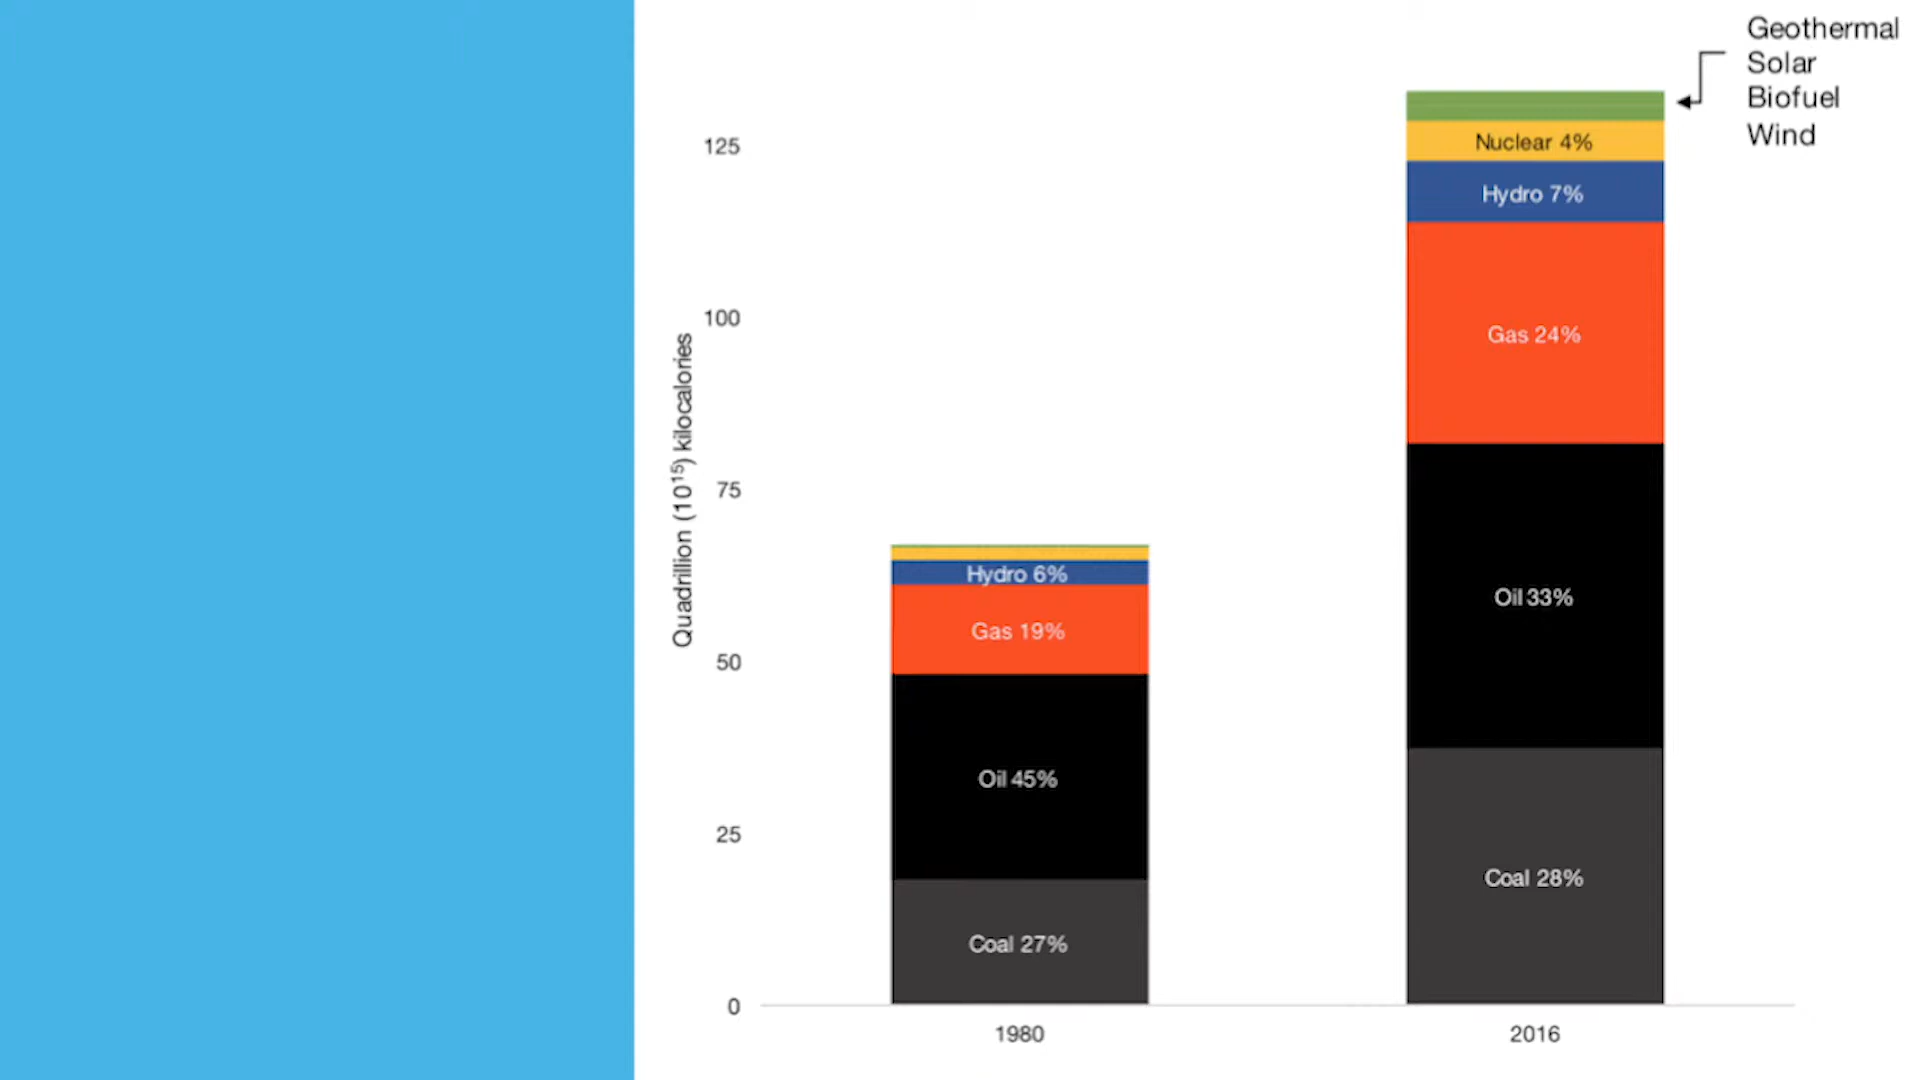 Geothermal
Solar
Biofuel
Wind
Quadrillion (10¹⁵) kilocalories
125
100
75
50
25
0
Hydro 6%
Gas 19%
Oil 45%
Coal 27%
1980
Nuclear 4%
Hydro 7%
Gas 24%
Oil 33%
Coal 28%
2016